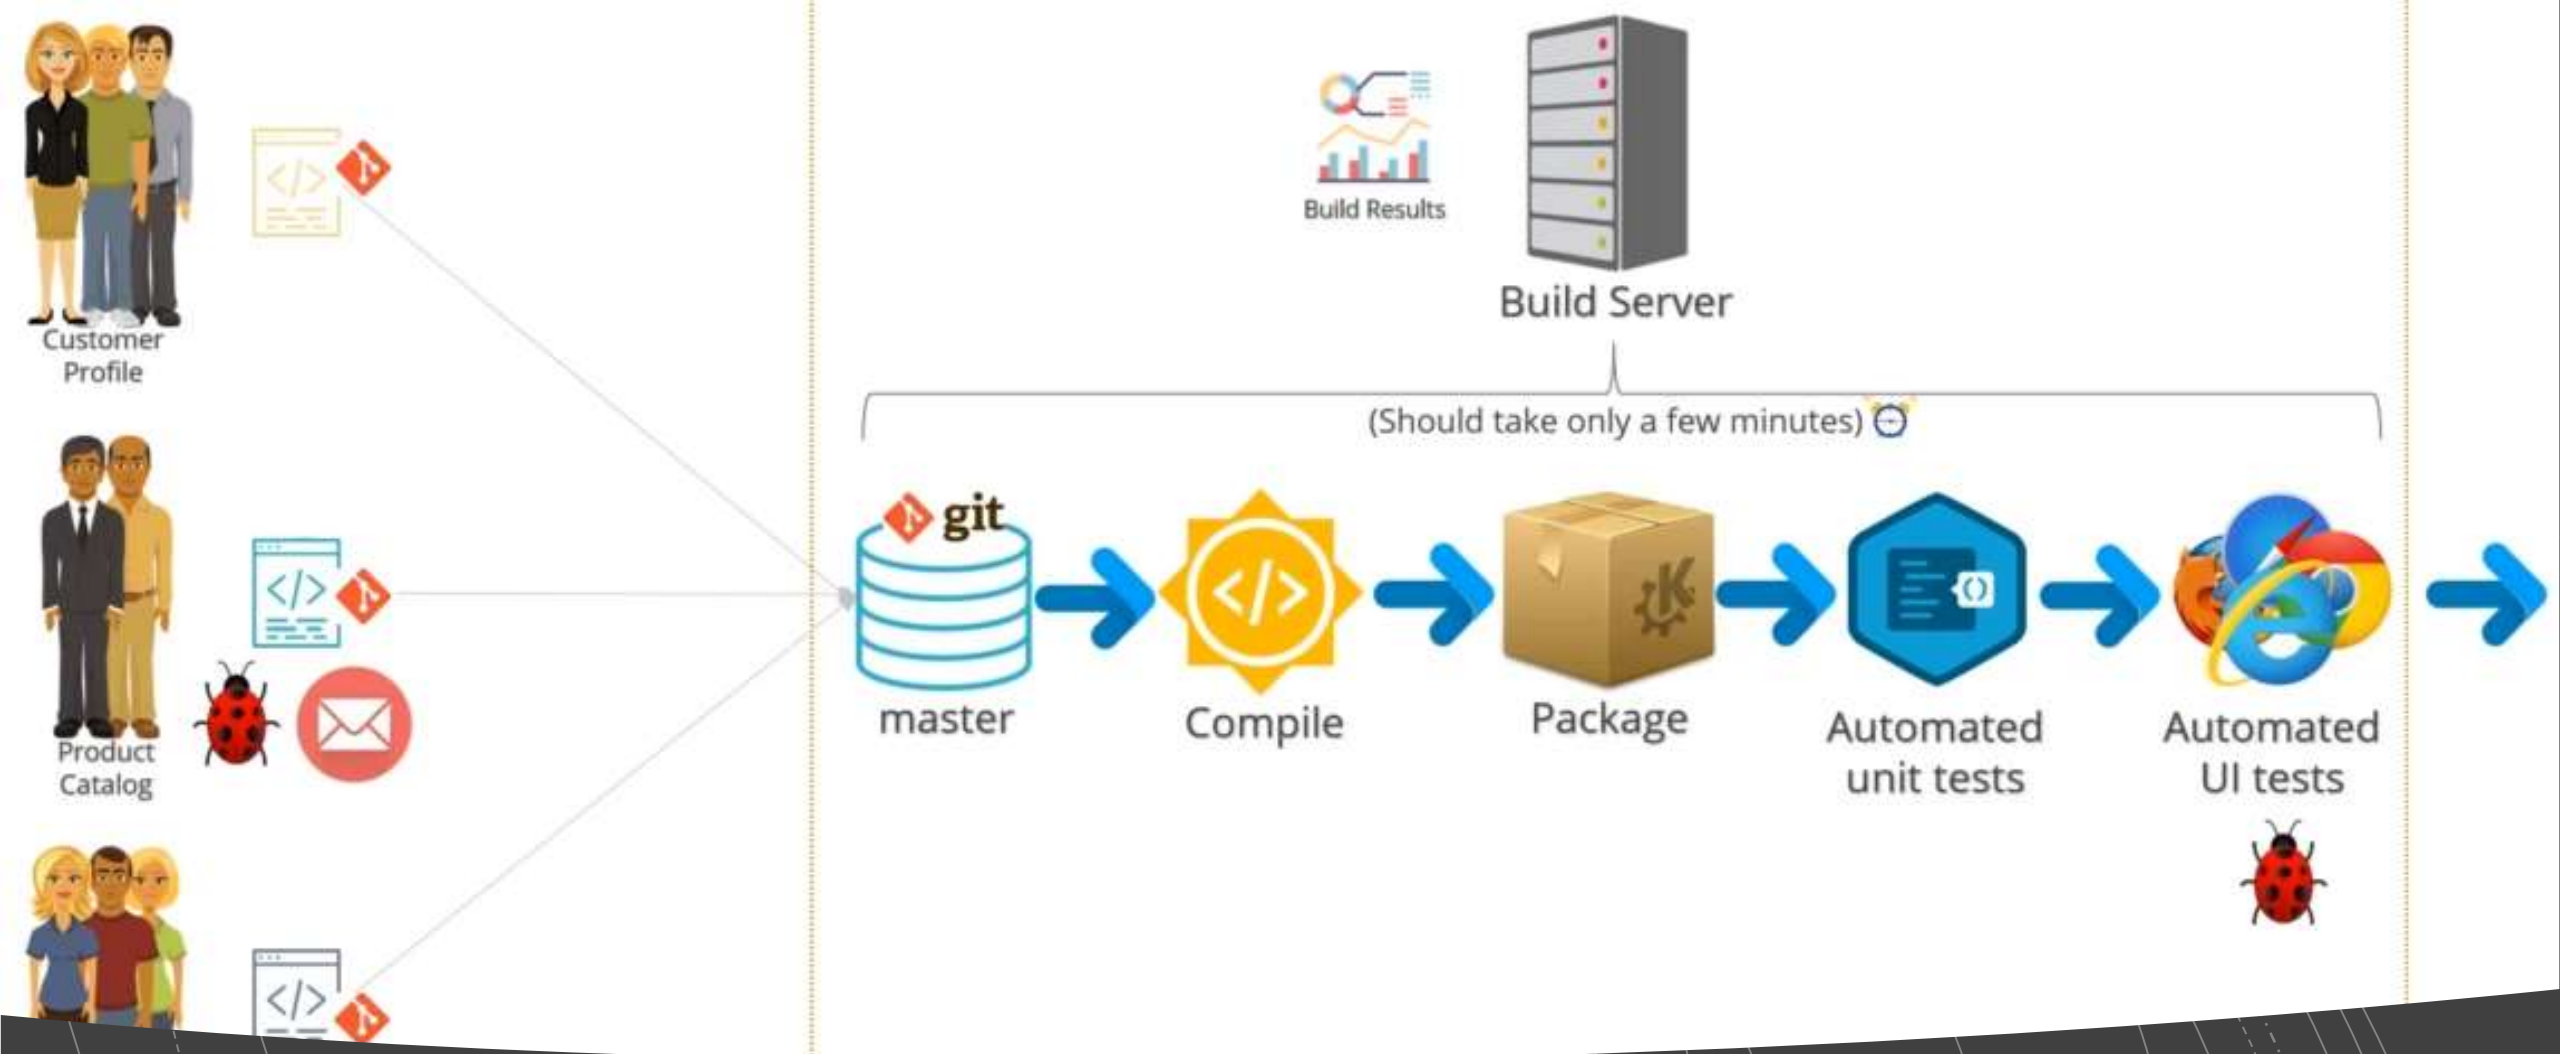 Customer
Profile
Product
Catalog
Build Results
Build Server
(Should take only a few minutes)
git
master
Compile
Package
Automated
unit tests
Automated
UI tests